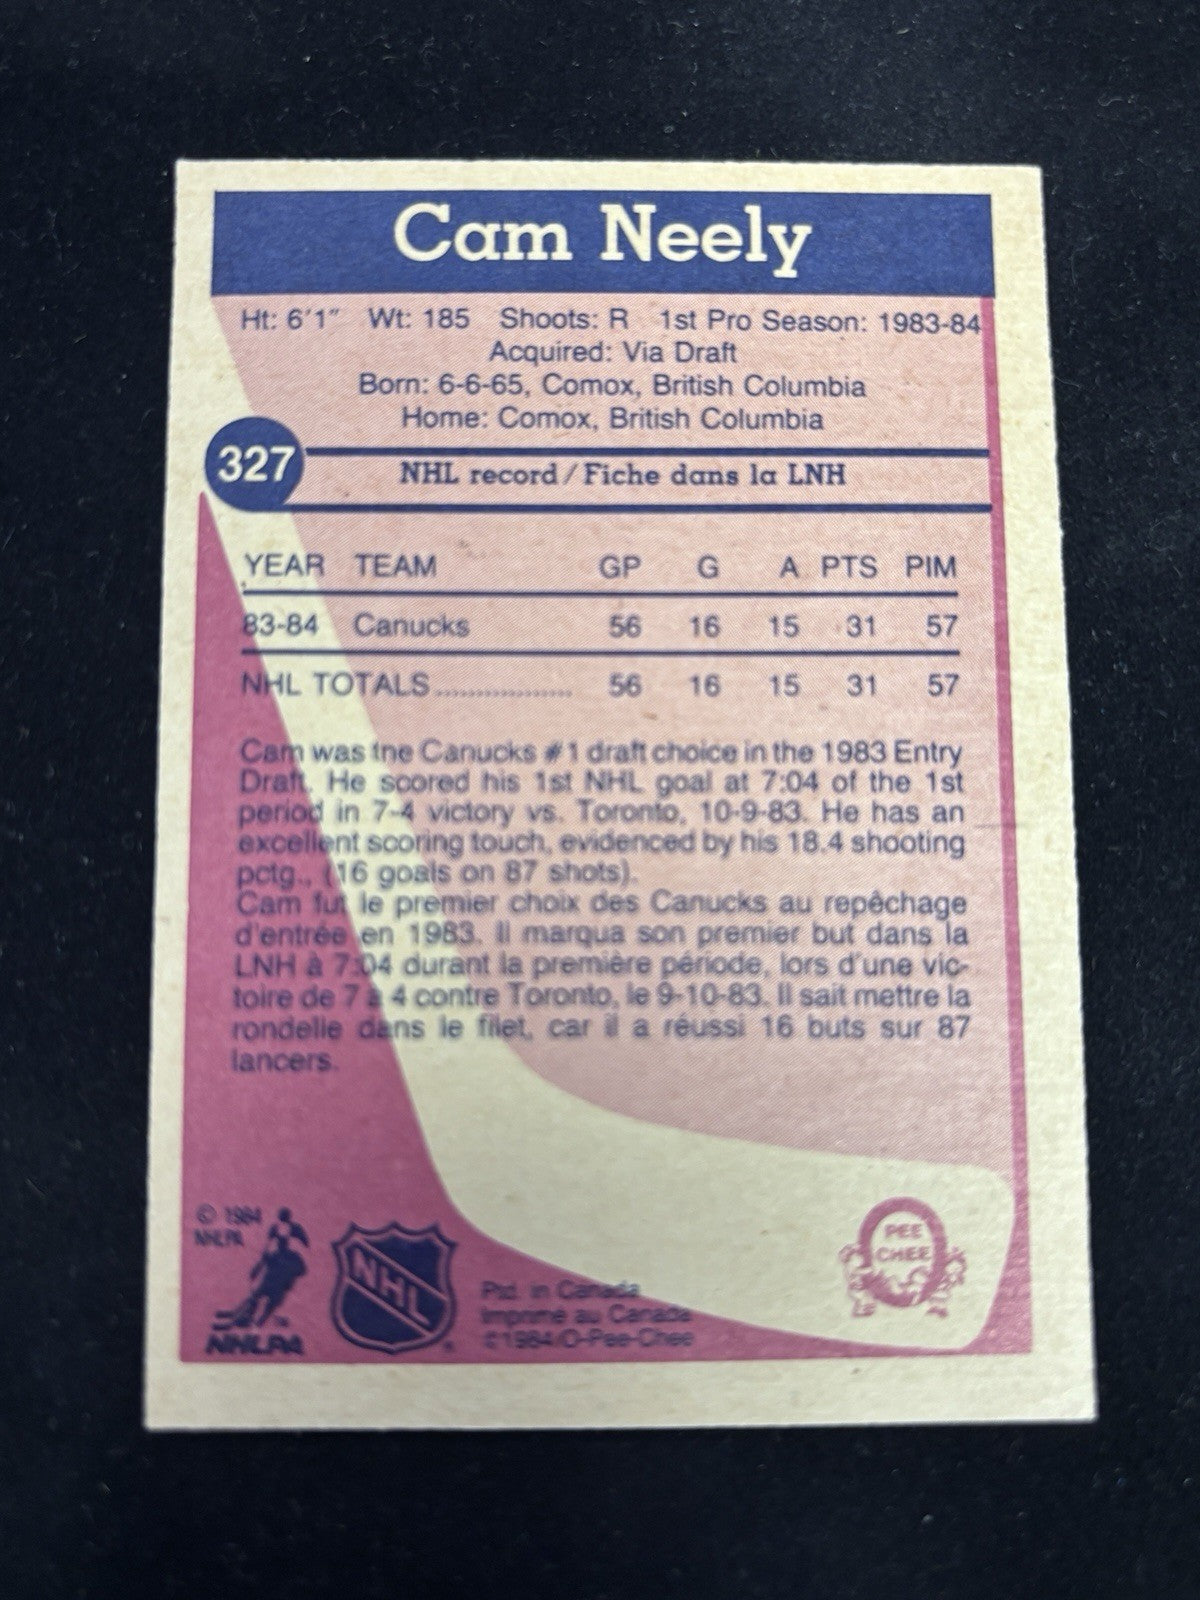 Cam Neely
Ht: 6'1" Wt: 185 Shoots: R 1st Pro Season: 1983-84
Acquired: Via Draft
Born: 6-6-65, Comox, British Columbia
Home: Comox, British Columbia
327
NHL record/Fiche dans la LNH
YEAR TEAM GP G A PTS PIM
83-84 Canucks 56 16 15 31 57
NHL TOTALS................... 56 16 15 31 57
Cam was the Canucks #1 draft choice in the 1983 Entry
Draft. He scored his 1st NHL goal at 7:04 of the 1st
period in 7-4 victory vs. Toronto, 10-9-83. He has an
excellent scoring touch, evidenced by his 18.4 shooting
pctg., (16 goals on 87 shots).
Cam fut le premier choix des Canucks au repêchage
d'entrée en 1983. Il marqua son premier but dans la
LNH à 7:04 durant la première période, lors d'une vic-
toire de 7 à 4 contre Toronto, le 9-10-83. Il sait mettre la
rondelle dans le filet, car il a réussi 16 buts sur 87
lancers.
© 1984
NHLPA
NHLPA
NHL
Ptd. in Canada
Imprimé au Canada
©1984/O-Pee-Chee
O
PEE
CHEE